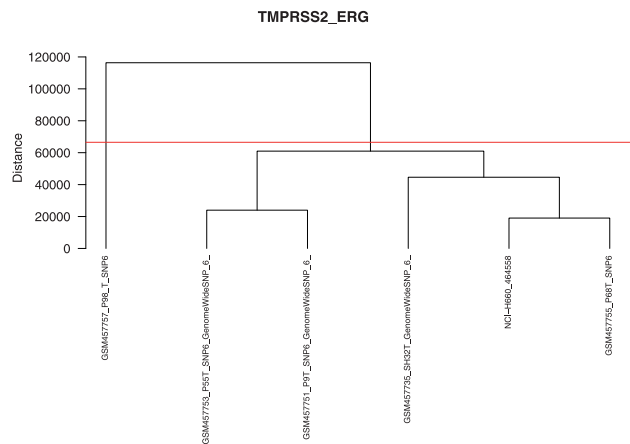 TMPRSS2_ERG
Distance
120000
100000
80000
60000
40000
20000
0
GSM457757_P98_T_SNP6
GSM457753_P55T_SNP6_GenomeWideSNP_6_
GSM457751_P9T_SNP6_GenomeWideSNP_6_
GSM457735_SH32T_GenomeWideSNP_6_
NCI−H660_464558
GSM457755_P68T_SNP6